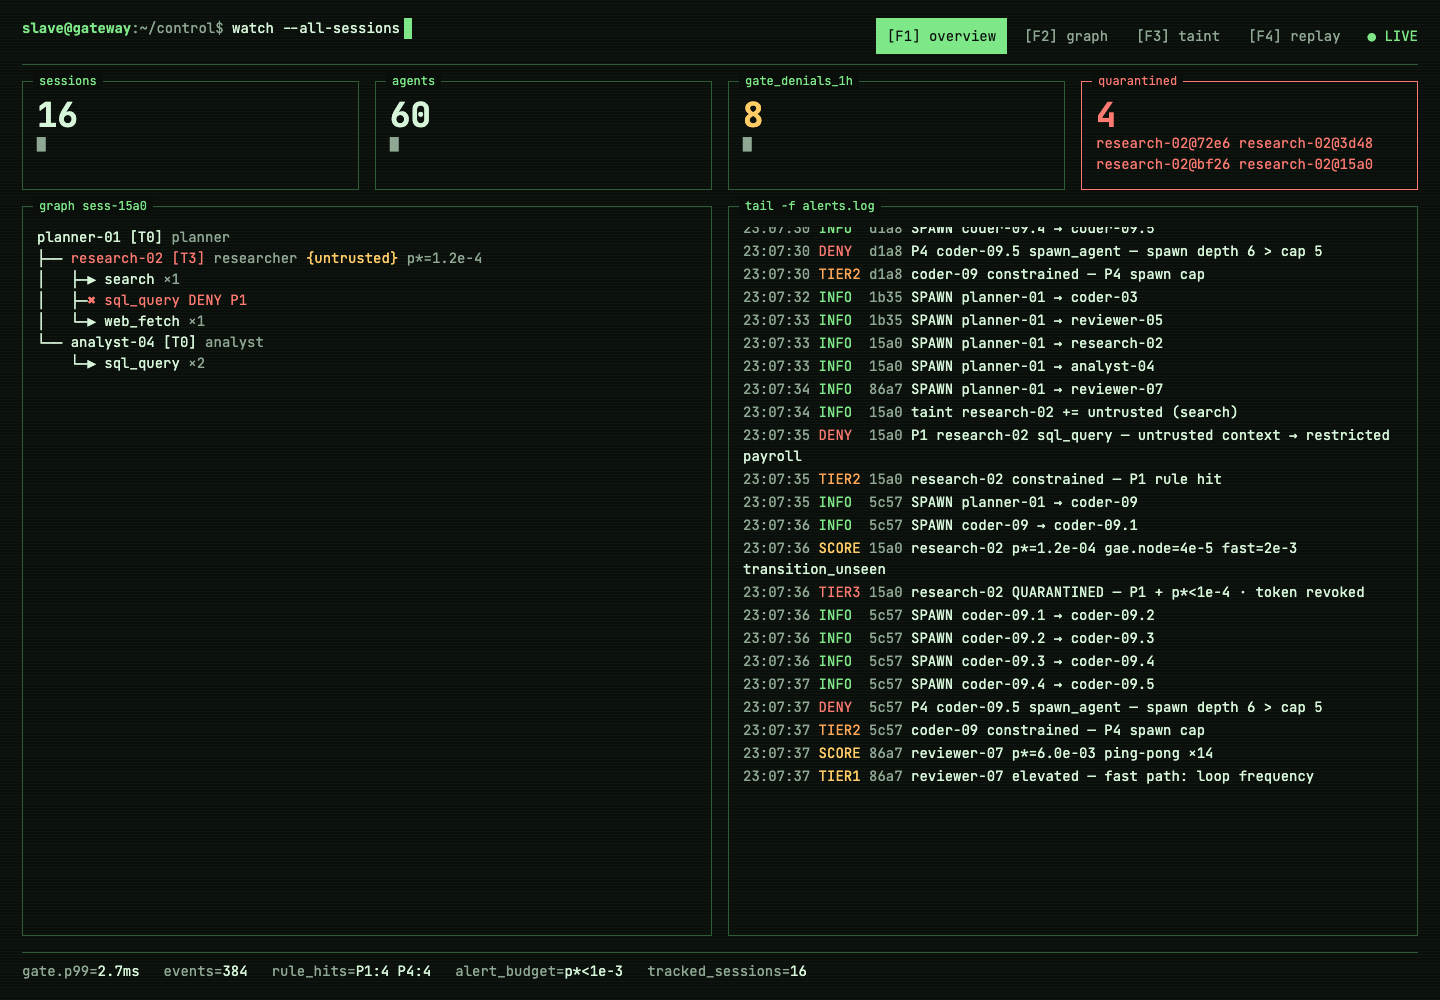 slave@gateway:~/control$ watch --all-sessions
[F1] overview [F2] graph [F3] taint [F4] replay ● LIVE
sessions
16
agents
60
gate_denials_1h
8
quarantined
4
research-02@72e6 research-02@3d48
research-02@bf26 research-02@15a0
graph sess-15a0
planner-01 [T0] planner
├── research-02 [T3] researcher {untrusted} p*=1.2e-4
│   ├─▶ search ×1
│   ├─✖ sql_query DENY P1
│   └─▶ web_fetch ×1
└── analyst-04 [T0] analyst
    └─▶ sql_query ×2
tail -f alerts.log
23:07:30 INFO d1a8 SPAWN coder-09.4 → coder-09.5
23:07:30 DENY d1a8 P4 coder-09.5 spawn_agent — spawn depth 6 > cap 5
23:07:30 TIER2 d1a8 coder-09 constrained — P4 spawn cap
23:07:32 INFO 1b35 SPAWN planner-01 → coder-03
23:07:33 INFO 1b35 SPAWN planner-01 → reviewer-05
23:07:33 INFO 15a0 SPAWN planner-01 → research-02
23:07:33 INFO 15a0 SPAWN planner-01 → analyst-04
23:07:34 INFO 86a7 SPAWN planner-01 → reviewer-07
23:07:34 INFO 15a0 taint research-02 += untrusted (search)
23:07:35 DENY 15a0 P1 research-02 sql_query — untrusted context → restricted
payroll
23:07:35 TIER2 15a0 research-02 constrained — P1 rule hit
23:07:35 INFO 5c57 SPAWN planner-01 → coder-09
23:07:36 INFO 5c57 SPAWN coder-09 → coder-09.1
23:07:36 SCORE 15a0 research-02 p*=1.2e-04 gae.node=4e-5 fast=2e-3
transition_unseen
23:07:36 TIER3 15a0 research-02 QUARANTINED — P1 + p*<1e-4 · token revoked
23:07:36 INFO 5c57 SPAWN coder-09.1 → coder-09.2
23:07:36 INFO 5c57 SPAWN coder-09.2 → coder-09.3
23:07:36 INFO 5c57 SPAWN coder-09.3 → coder-09.4
23:07:37 INFO 5c57 SPAWN coder-09.4 → coder-09.5
23:07:37 DENY 5c57 P4 coder-09.5 spawn_agent — spawn depth 6 > cap 5
23:07:37 TIER2 5c57 coder-09 constrained — P4 spawn cap
23:07:37 SCORE 86a7 reviewer-07 p*=6.0e-03 ping-pong ×14
23:07:37 TIER1 86a7 reviewer-07 elevated — fast path: loop frequency
gate.p99=2.7ms events=384 rule_hits=P1:4 P4:4 alert_budget=p*<1e-3 tracked_sessions=16